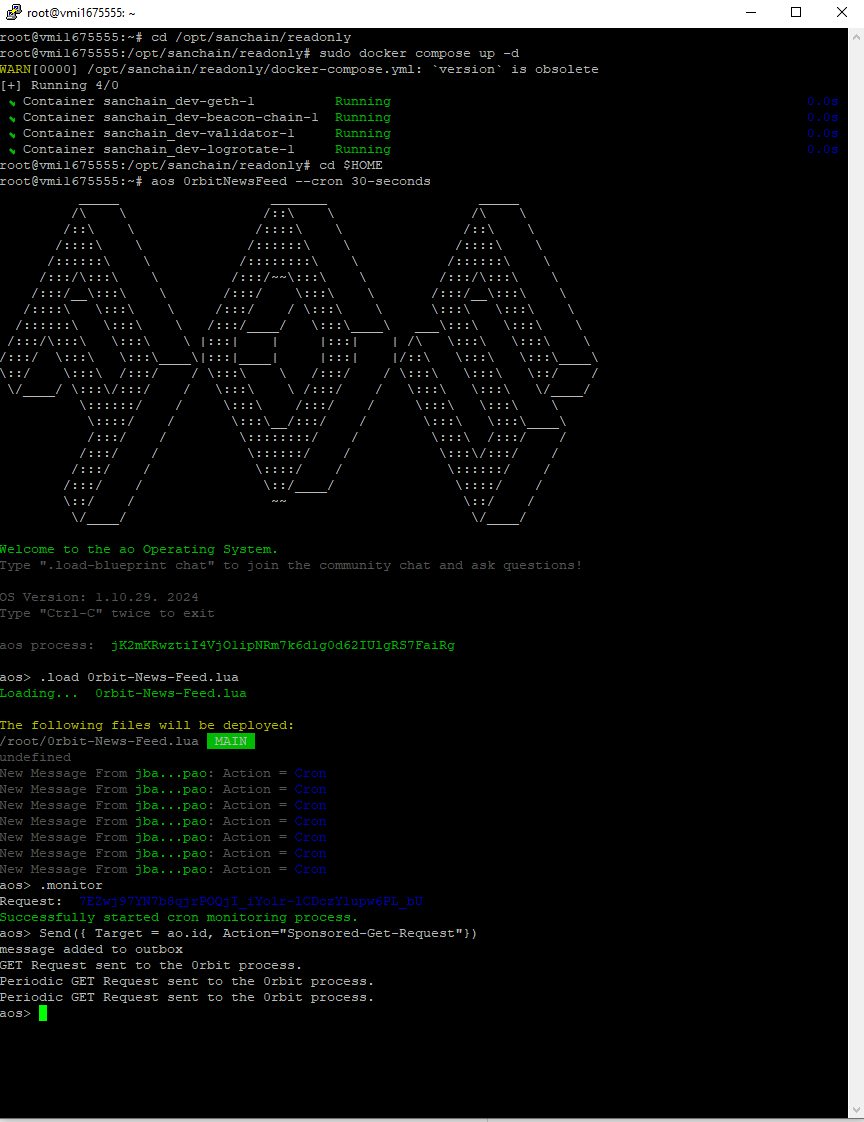 root@vmi1675555: ~
root@vmi1675555:~# cd /opt/sanchain/readonly
root@vmi1675555:/opt/sanchain/readonly# sudo docker compose up -d
WARN[0000] /opt/sanchain/readonly/docker-compose.yml: `version` is obsolete
[+] Running 4/0
Container sanchain_dev-geth-1 Running 0.0s
Container sanchain_dev-beacon-chain-1 Running 0.0s
Container sanchain_dev-validator-1 Running 0.0s
Container sanchain_dev-logrotate-1 Running 0.0s
root@vmi1675555:/opt/sanchain/readonly# cd $HOME
root@vmi1675555:~# aos 0rbitNewsFeed --cron 30-seconds
Welcome to the ao Operating System.
Type ".load-blueprint chat" to join the community chat and ask questions!
OS Version: 1.10.29. 2024
Type "Ctrl-C" twice to exit
aos process:
aos> .load 0rbit-News-Feed.lua
Loading... 0rbit-News-Feed.lua
The following files will be deployed:
/root/0rbit-News-Feed.lua MAIN
undefined
New Message From jba...pao: Action = Cron
New Message From jba...pao: Action = Cron
New Message From jba...pao: Action = Cron
New Message From jba...pao: Action = Cron
New Message From jba...pao: Action = Cron
New Message From jba...pao: Action = Cron
New Message From jba...pao: Action = Cron
aos> .monitor
Request:
Successfully started cron monitoring process.
aos> Send({ Target = ao.id, Action="Sponsored-Get-Request"})
message added to outbox
GET Request sent to the 0rbit process.
Periodic GET Request sent to the 0rbit process.
Periodic GET Request sent to the 0rbit process.
aos>